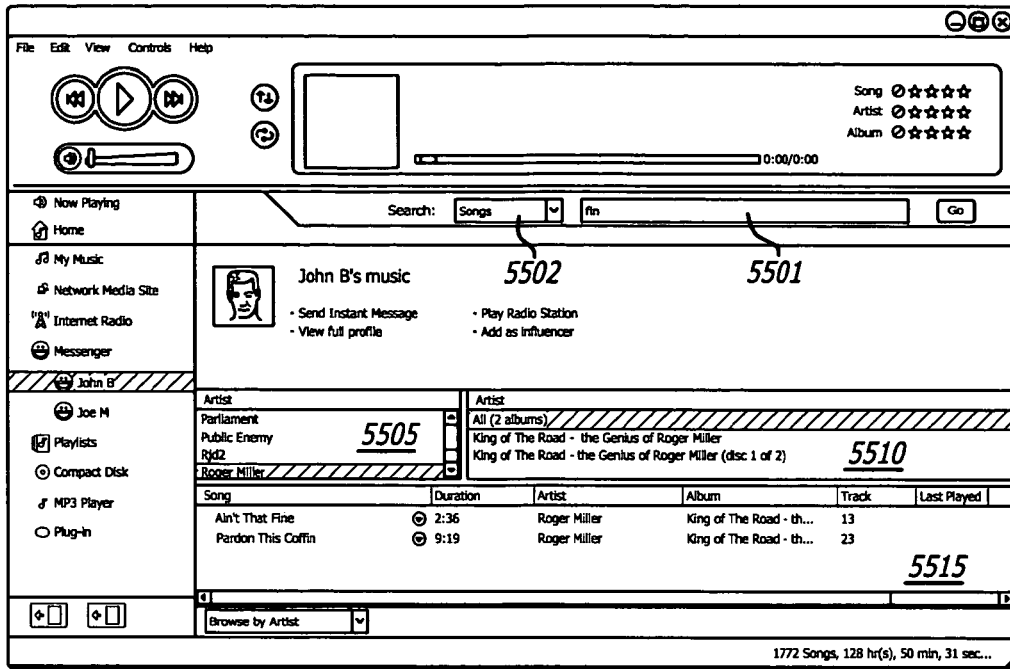 File Edit View Controls Help
Song
Artist
Album
0:00/0:00
Now Playing
Home
My Music
Network Media Site
Internet Radio
Messenger
John B
Joe M
Playlists
Compact Disk
MP3 Player
Plug-in
Search: Songs fin Go
5502 5501
John B's music
- Send Instant Message - Play Radio Station
- View full profile - Add as influencer
Artist
Parliament
Public Enemy
Rjd2
Roger Miller
5505
Artist
All (2 albums)
King of The Road - the Genius of Roger Miller
King of The Road - the Genius of Roger Miller (disc 1 of 2)
5510
Song Duration Artist Album Track Last Played
Ain't That Fine 2:36 Roger Miller King of The Road - th... 13
Pardon This Coffin 9:19 Roger Miller King of The Road - th... 23
5515
Browse by Artist
1772 Songs, 128 hr(s), 50 min, 31 sec...